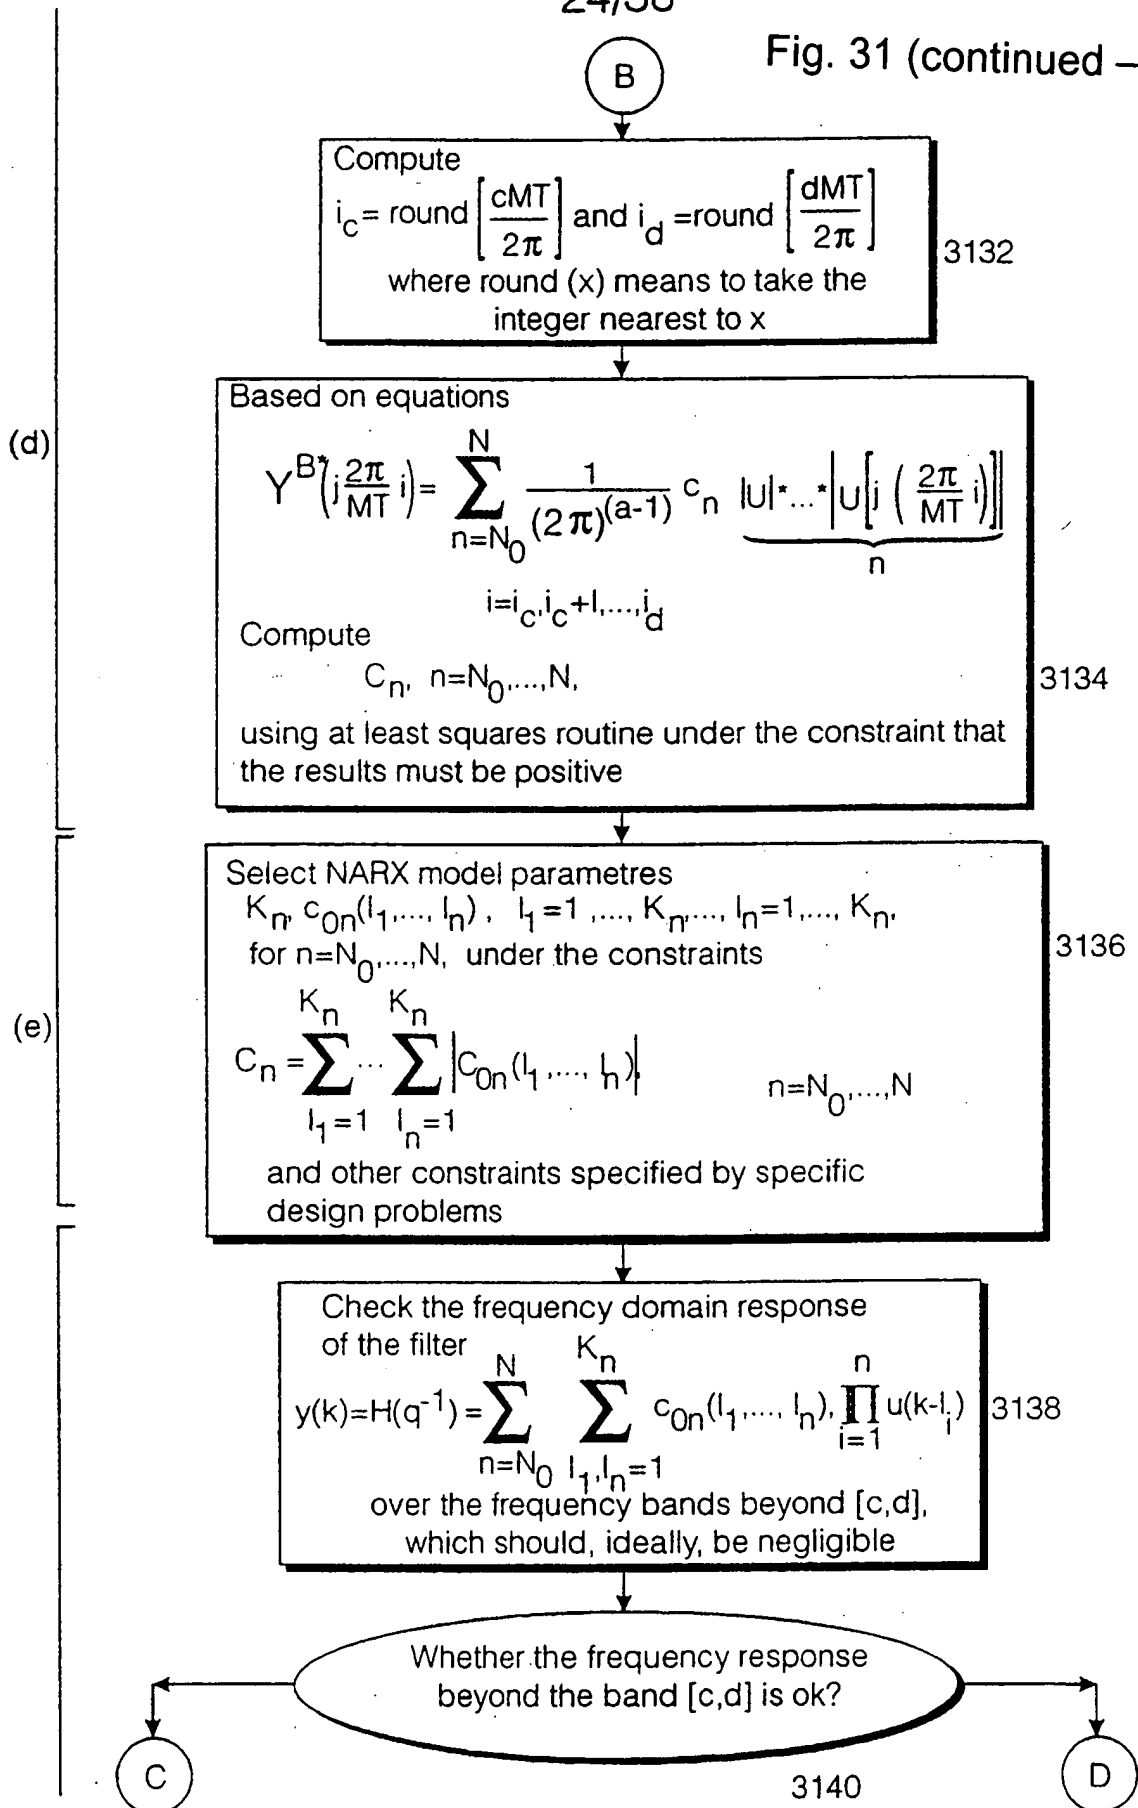 24/38
Fig. 31 (continued –
B
Compute
i_c = round [cMT/2π] and i_d =round [dMT/2π]
where round (x) means to take the
integer nearest to x
3132
(d)
Based on equations
Y^B*(j 2π/MT i) = ∑_{n=N_0}^{N} 1/(2π)^(a-1) c_n |U|*...*|U[j (2π/MT i)]|
n
i=i_c,i_c+l,...,i_d
Compute
C_n, n=N_0,...,N,
3134
using at least squares routine under the constraint that
the results must be positive
(e)
Select NARX model parametres
K_n, c_0n(l_1,..., l_n), l_1=1 ,..., K_n,..., l_n=1,..., K_n,
for n=N_0,...,N, under the constraints
3136
C_n = ∑_{l_1=1}^{K_n} ... ∑_{l_n=1}^{K_n} |C_0n(l_1,..., l_n)| n=N_0,...,N
and other constraints specified by specific
design problems
Check the frequency domain response
of the filter
y(k)=H(q^-1) = ∑_{n=N_0}^{N} ∑_{l_1,l_n=1}^{K_n} c_0n(l_1,..., l_n), ∏_{i=1}^{n} u(k-l_i)
3138
over the frequency bands beyond [c,d],
which should, ideally, be negligible
Whether the frequency response
beyond the band [c,d] is ok?
C
3140
D